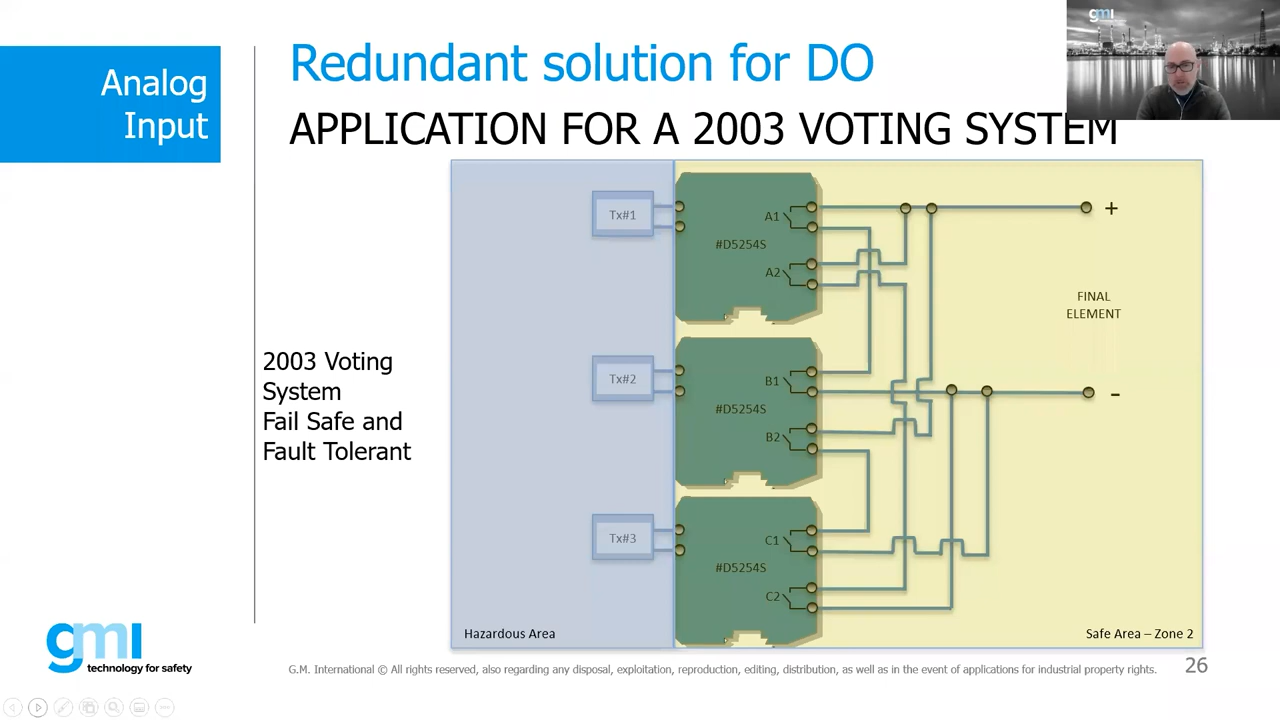 Analog
Input
Redundant solution for DO
APPLICATION FOR A 2003 VOTING SYSTEM
gmi
Tx#1
A1
#D5254S
A2
+
FINAL
ELEMENT
2003 Voting
System
Fail Safe and
Fault Tolerant
Tx#2
B1
#D5254S
B2
-
Tx#3
C1
#D5254S
C2
Hazardous Area
Safe Area – Zone 2
gmi
technology for safety
G.M. International © All rights reserved, also regarding any disposal, exploitation, reproduction, editing, distribution, as well as in the event of applications for industrial property rights.
26